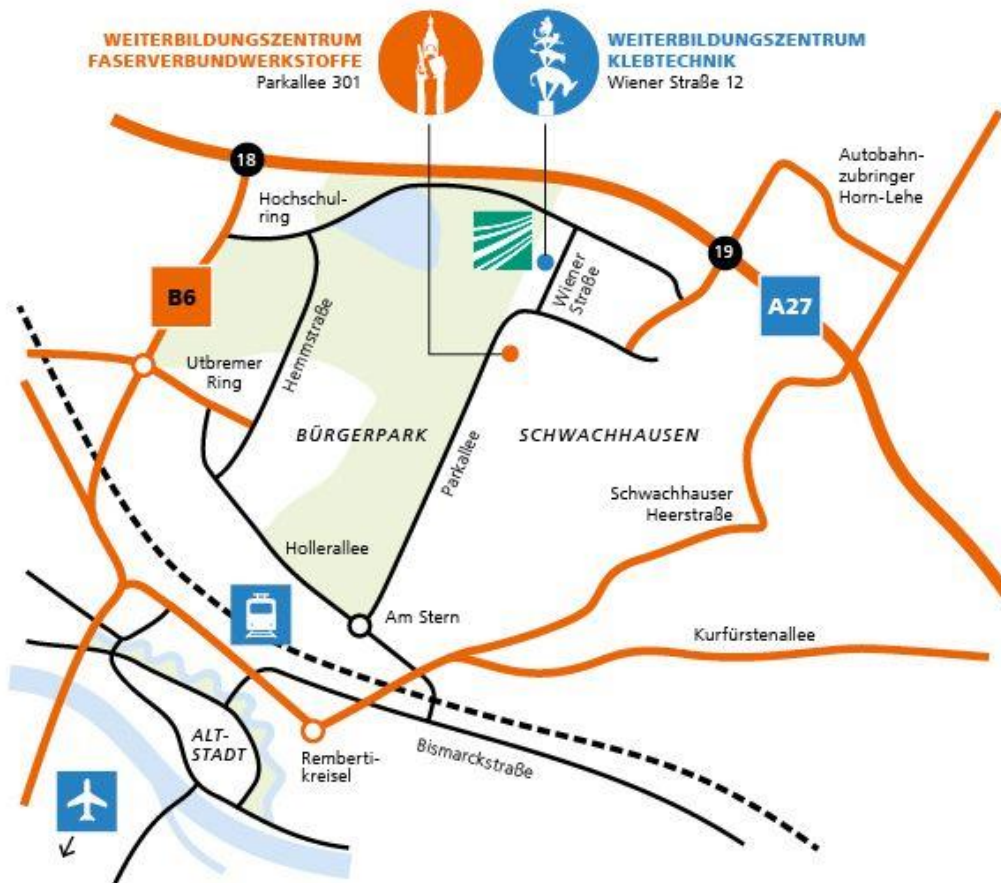 WEITERBILDUNGSZENTRUM
FASERVERBUNDWERKSTOFFE
Parkallee 301
WEITERBILDUNGSZENTRUM
KLEBTECHNIK
Wiener Straße 12
18
Hochschul-
ring
Autobahn-
zubringer
Horn-Lehe
19
B6
Wiener
Straße
A27
Utbremer
Ring
Hemmstraße
BÜRGERPARK
SCHWACHHAUSEN
Parkallee
Schwachhauser
Heerstraße
Hollerallee
Am Stern
Kurfürstenallee
ALT-
STADT
Remberti-
kreisel
Bismarckstraße